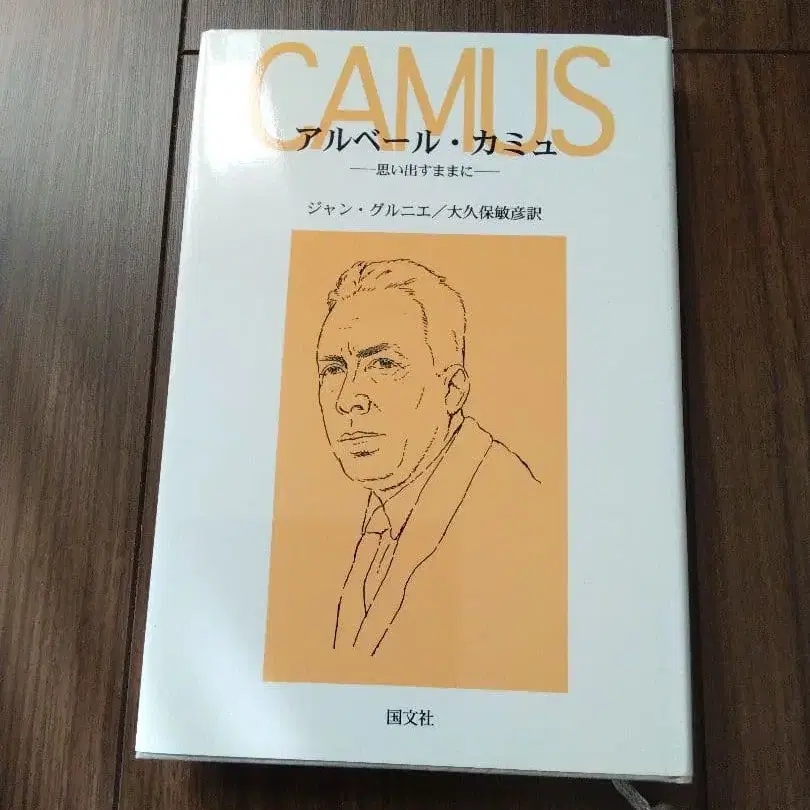 CAMUS
アルベール・カミュ
──思い出すままに──
ジャン・グルニエ／大久保敏彦訳
国文社